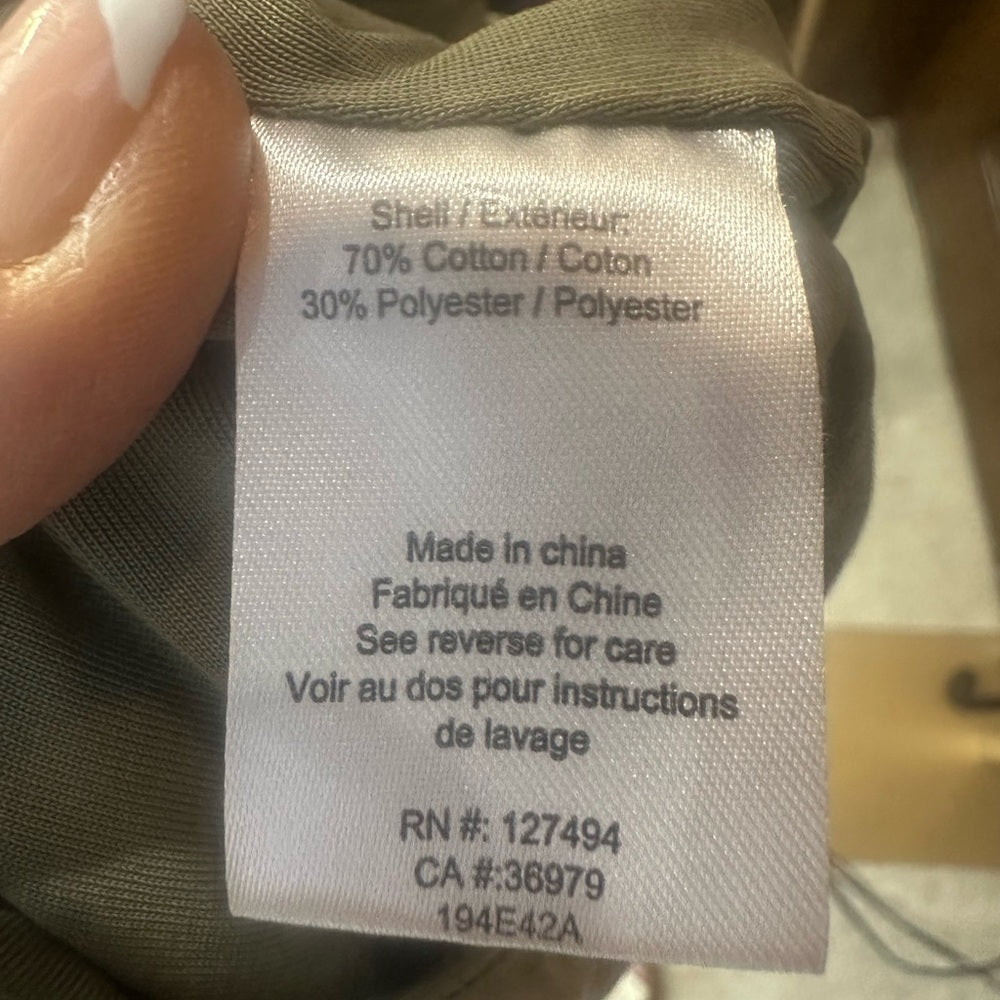 Shell / Extérieur:
70% Cotton / Coton
30% Polyester / Polyester
Made in china
Fabriqué en Chine
See reverse for care
Voir au dos pour instructions
de lavage
RN #: 127494
CA #:36979
194E42A